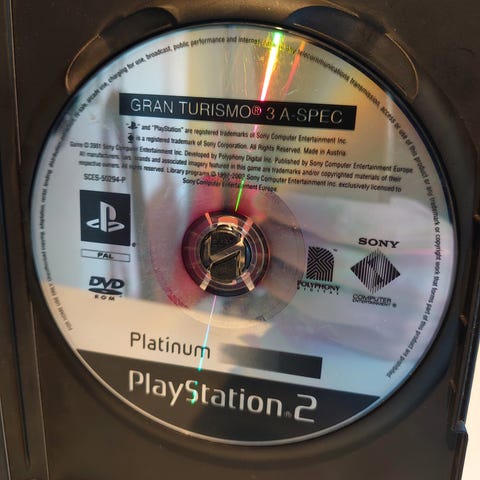 GRAN TURISMO® 3 A-SPEC
and "PlayStation" are registered trademarks of Sony Computer Entertainment Inc.
is a registered trademark of Sony Corporation. All Rights Reserved. Made in Austria.
Game © 2001 Sony Computer Entertainment Inc. Developed by Polyphony Digital Inc. Published by Sony Computer Entertainment Europe.
All manufacturers, cars, brands and associated imagery featured in this game are trademarks and/or copyrighted materials of their
respective owners. All rights reserved. Library programs © 1997-2002 Sony Computer Entertainment Inc. exclusively licensed to
Sony Computer Entertainment Europe.
SCES-50294-P
PAL
DVD
ROM
POLYPHONY
DIGITAL
SONY
COMPUTER
ENTERTAINMENT®
Platinum
PlayStation®2